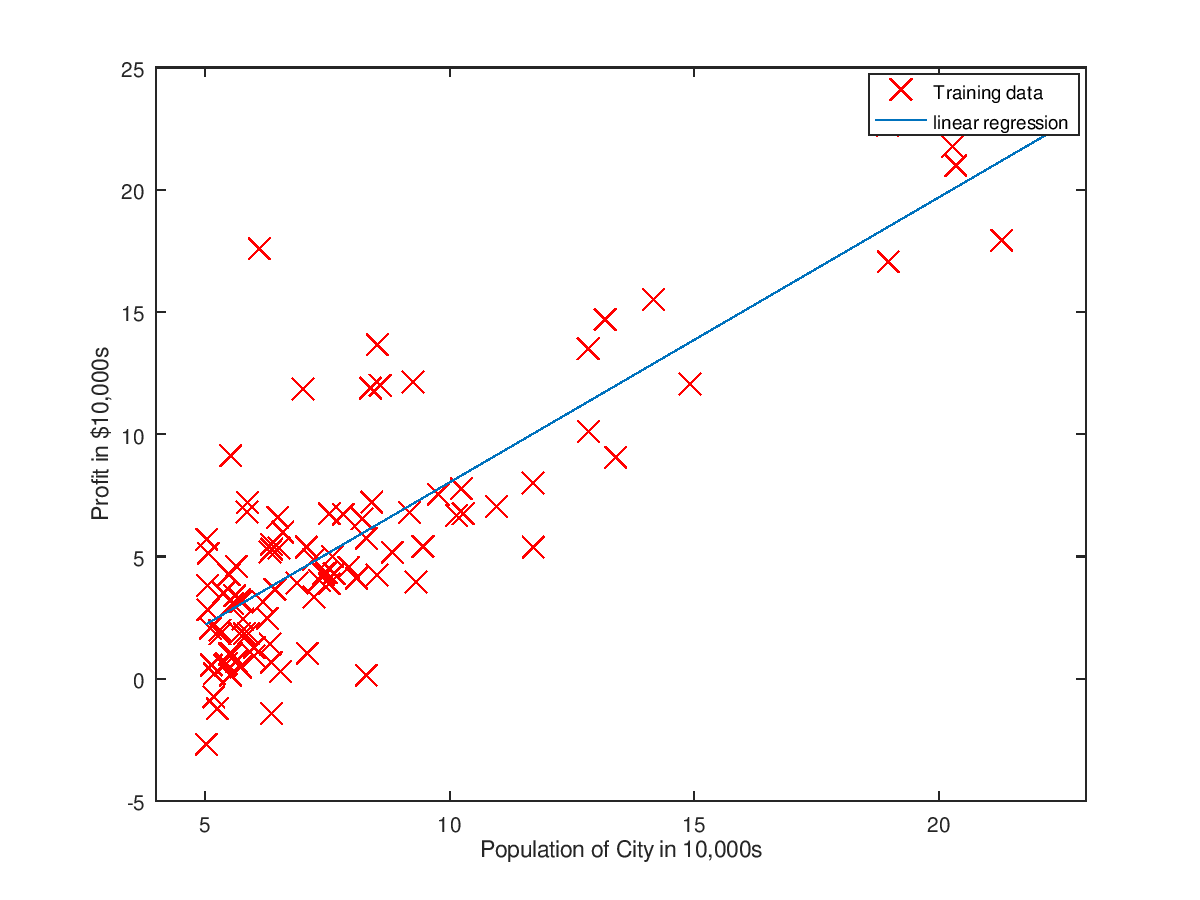 25
Training data
linear regression
20
15
10
5
0
-5
5 10 15 20
Profit in $10,000s
Population of City in 10,000s